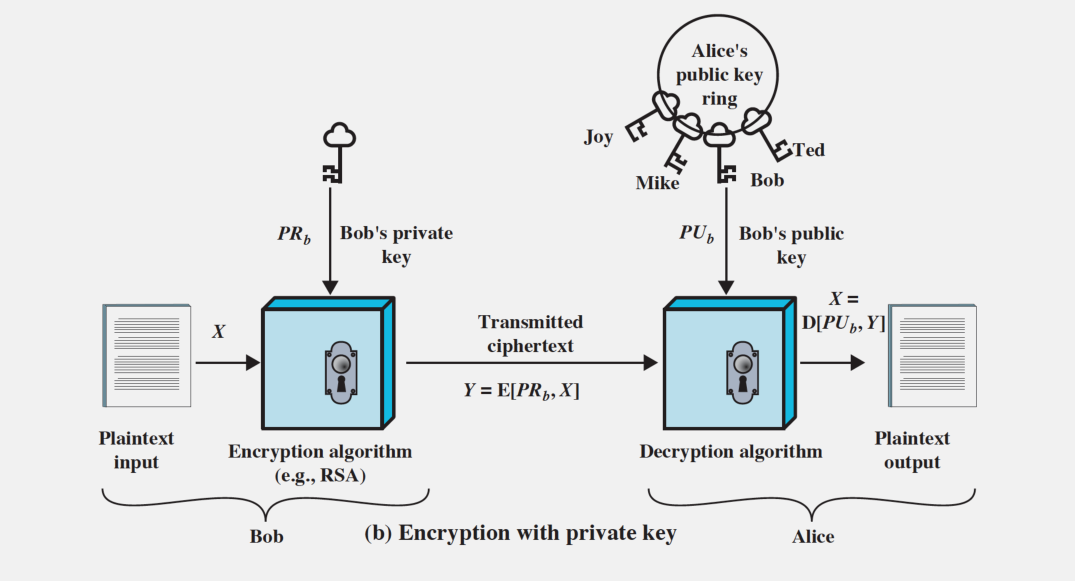 Alice's
public key
ring
Joy
Mike
Bob
Ted
PR_b
Bob's private
key
PU_b
Bob's public
key
X
Transmitted
ciphertext
Y = E[PR_b, X]
X =
D[PU_b, Y]
Plaintext
input
Encryption algorithm
(e.g., RSA)
Decryption algorithm
Plaintext
output
Bob
(b) Encryption with private key
Alice